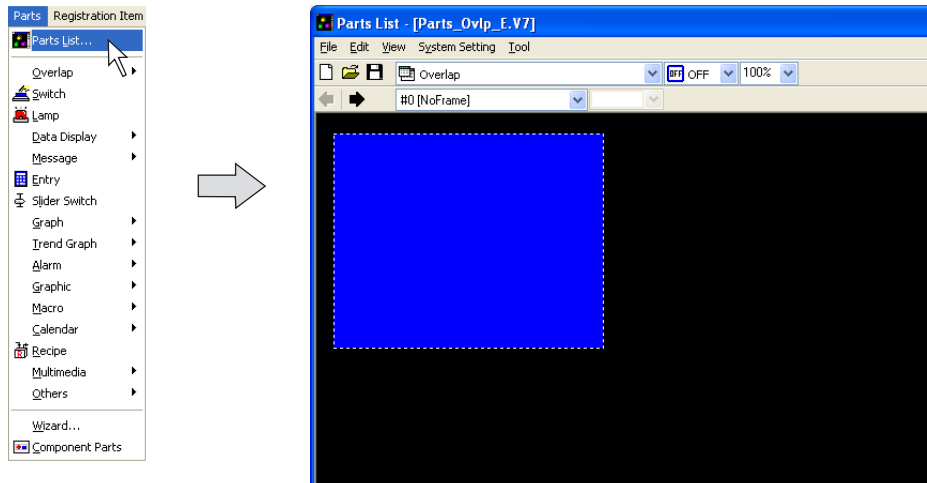 Parts Registration Item
Parts List...
Overlap
Switch
Lamp
Data Display
Message
Entry
Slider Switch
Graph
Trend Graph
Alarm
Graphic
Macro
Calendar
Recipe
Multimedia
Others
Wizard...
Component Parts
Parts List - [Parts_Ovlp_E.V7]
File Edit View System Setting Tool
Overlap OFF OFF 100%
#0 [NoFrame]